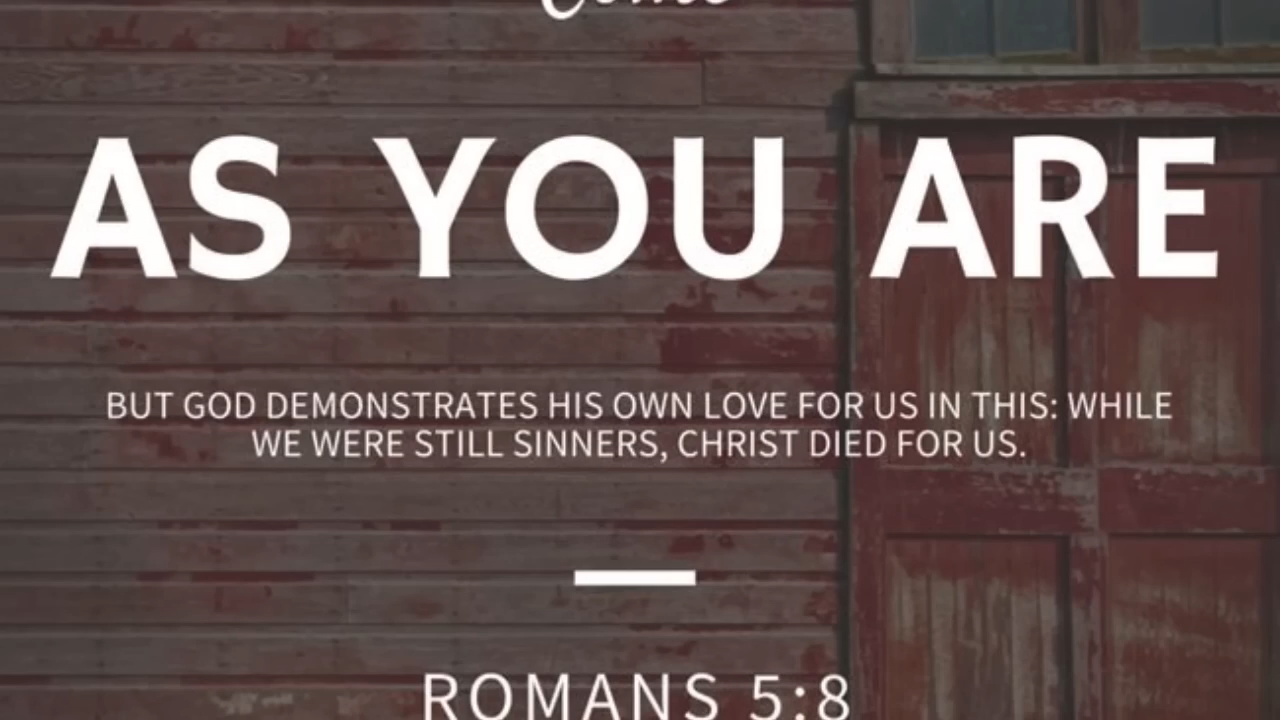 Come
AS YOU ARE
BUT GOD DEMONSTRATES HIS OWN LOVE FOR US IN THIS: WHILE
WE WERE STILL SINNERS, CHRIST DIED FOR US.
ROMANS 5:8